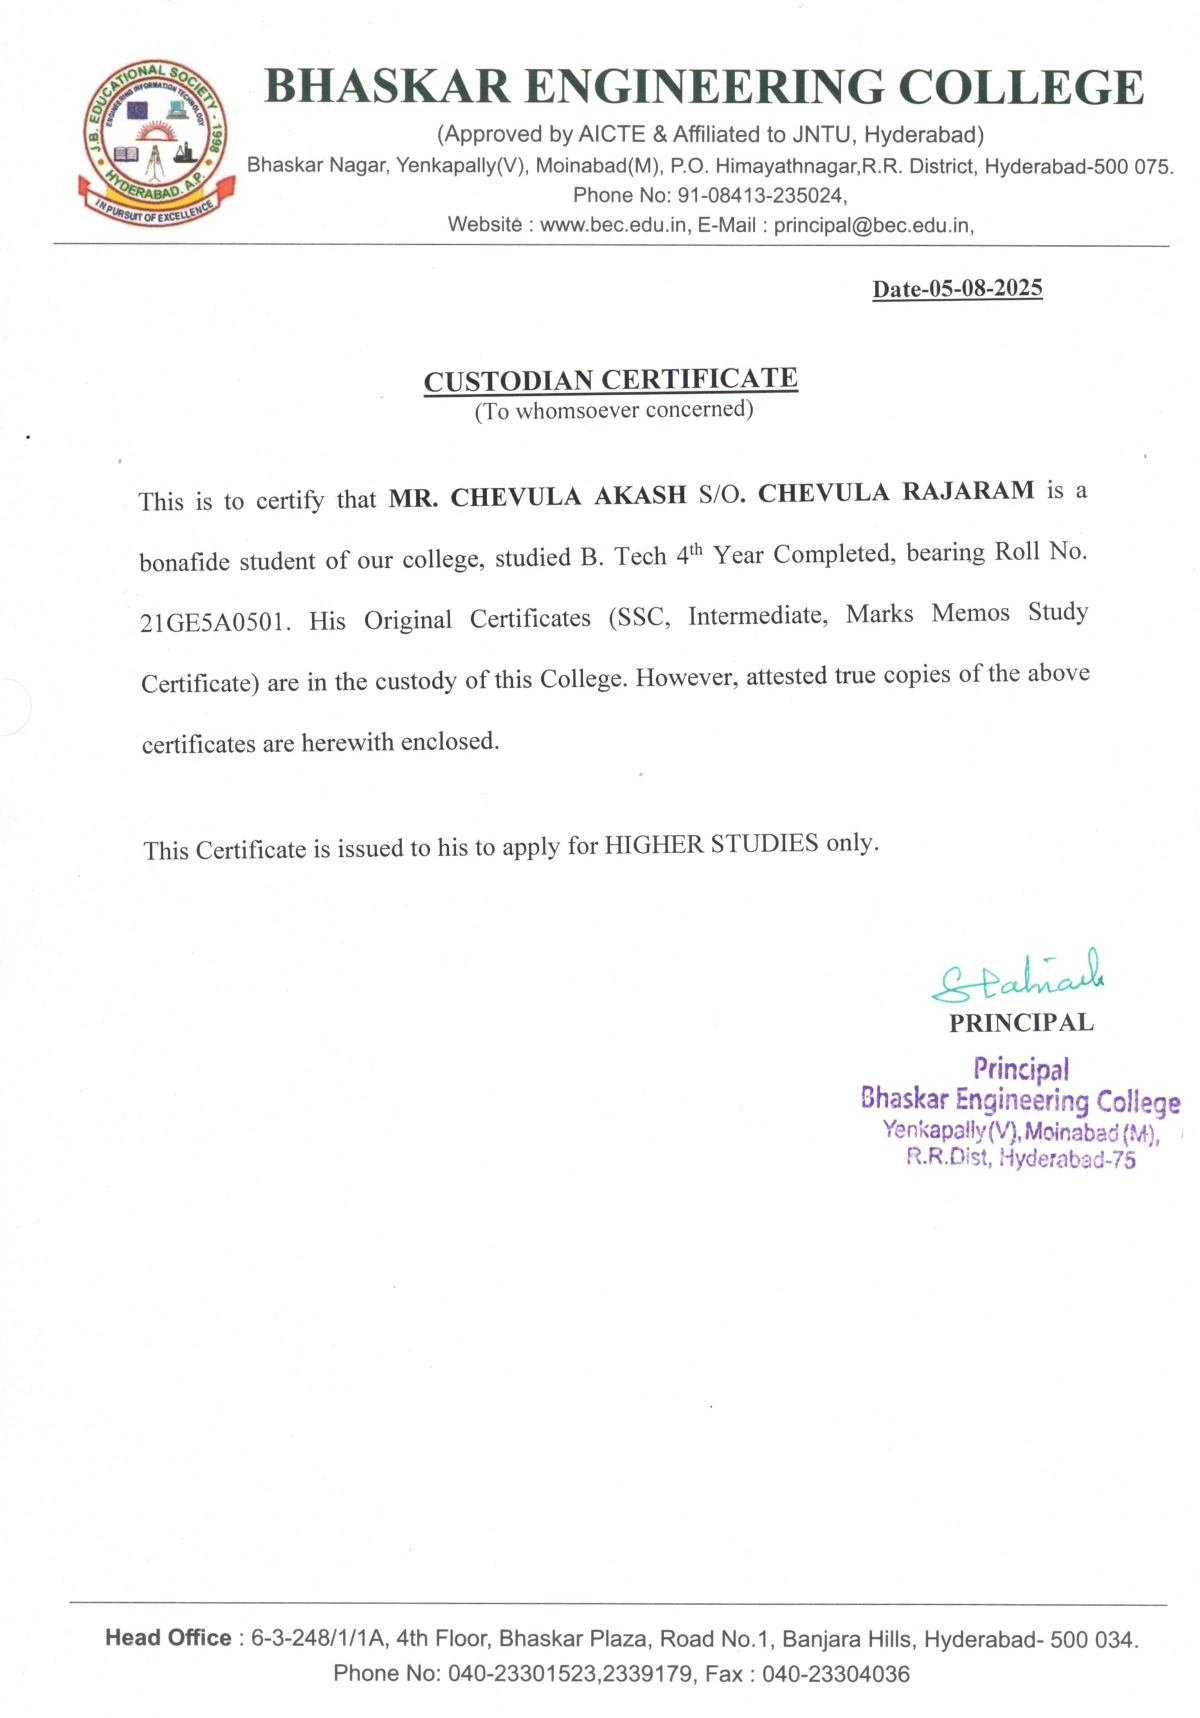 J.B. EDUCATIONAL SOCIETY - 1998
ENGINEERING INFORMATION TECHNOLOGY
HYDERABAD. A.P.
IN PURSUIT OF EXCELLENCE
BHASKAR ENGINEERING COLLEGE
(Approved by AICTE & Affiliated to JNTU, Hyderabad)
Bhaskar Nagar, Yenkapally(V), Moinabad(M), P.O. Himayathnagar,R.R. District, Hyderabad-500 075.
Phone No: 91-08413-235024,
Website : www.bec.edu.in, E-Mail : principal@bec.edu.in,
Date-05-08-2025
CUSTODIAN CERTIFICATE
(To whomsoever concerned)
This is to certify that MR. CHEVULA AKASH S/O. CHEVULA RAJARAM is a
bonafide student of our college, studied B. Tech 4th Year Completed, bearing Roll No.
21GE5A0501. His Original Certificates (SSC, Intermediate, Marks Memos Study
Certificate) are in the custody of this College. However, attested true copies of the above
certificates are herewith enclosed.
This Certificate is issued to his to apply for HIGHER STUDIES only.
PRINCIPAL
Principal
Bhaskar Engineering College
Yenkapally(V), Moinabad (M),
R.R.Dist, Hyderabad-75
Head Office : 6-3-248/1/1A, 4th Floor, Bhaskar Plaza, Road No.1, Banjara Hills, Hyderabad- 500 034.
Phone No: 040-23301523,2339179, Fax : 040-23304036